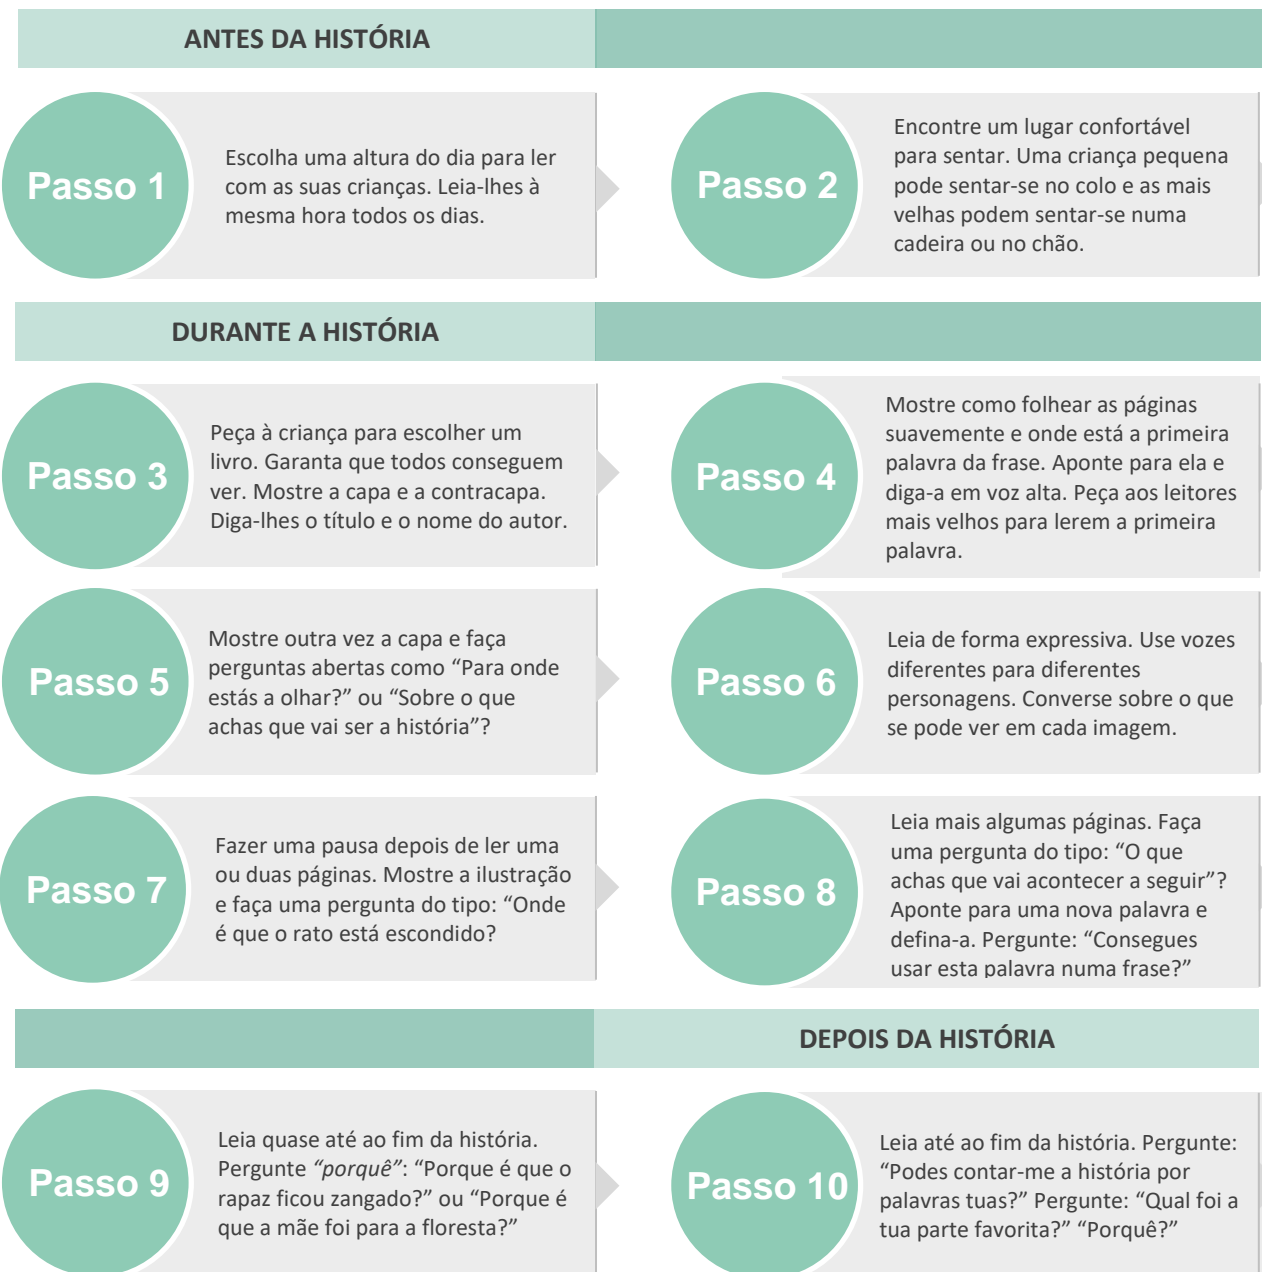 ANTES DA HISTÓRIA
Passo 1
Escolha uma altura do dia para ler
com as suas crianças. Leia-lhes à
mesma hora todos os dias.
Passo 2
Encontre um lugar confortável
para sentar. Uma criança pequena
pode sentar-se no colo e as mais
velhas podem sentar-se numa
cadeira ou no chão.
DURANTE A HISTÓRIA
Passo 3
Peça à criança para escolher um
livro. Garanta que todos conseguem
ver. Mostre a capa e a contracapa.
Diga-lhes o título e o nome do autor.
Passo 4
Mostre como folhear as páginas
suavemente e onde está a primeira
palavra da frase. Aponte para ela e
diga-a em voz alta. Peça aos leitores
mais velhos para lerem a primeira
palavra.
Passo 5
Mostre outra vez a capa e faça
perguntas abertas como “Para onde
estás a olhar?” ou “Sobre o que
achas que vai ser a história”?
Passo 6
Leia de forma expressiva. Use vozes
diferentes para diferentes
personagens. Converse sobre o que
se pode ver em cada imagem.
Passo 7
Fazer uma pausa depois de ler uma
ou duas páginas. Mostre a ilustração
e faça uma pergunta do tipo: “Onde
é que o rato está escondido?
Passo 8
Leia mais algumas páginas. Faça
uma pergunta do tipo: “O que
achas que vai acontecer a seguir”?
Aponte para uma nova palavra e
defina-a. Pergunte: “Consegues
usar esta palavra numa frase?”
DEPOIS DA HISTÓRIA
Passo 9
Leia quase até ao fim da história.
Pergunte “porquê”: “Porque é que o
rapaz ficou zangado?” ou “Porque é
que a mãe foi para a floresta?”
Passo 10
Leia até ao fim da história. Pergunte:
“Podes contar-me a história por
palavras tuas?” Pergunte: “Qual foi a
tua parte favorita?” “Porquê?”